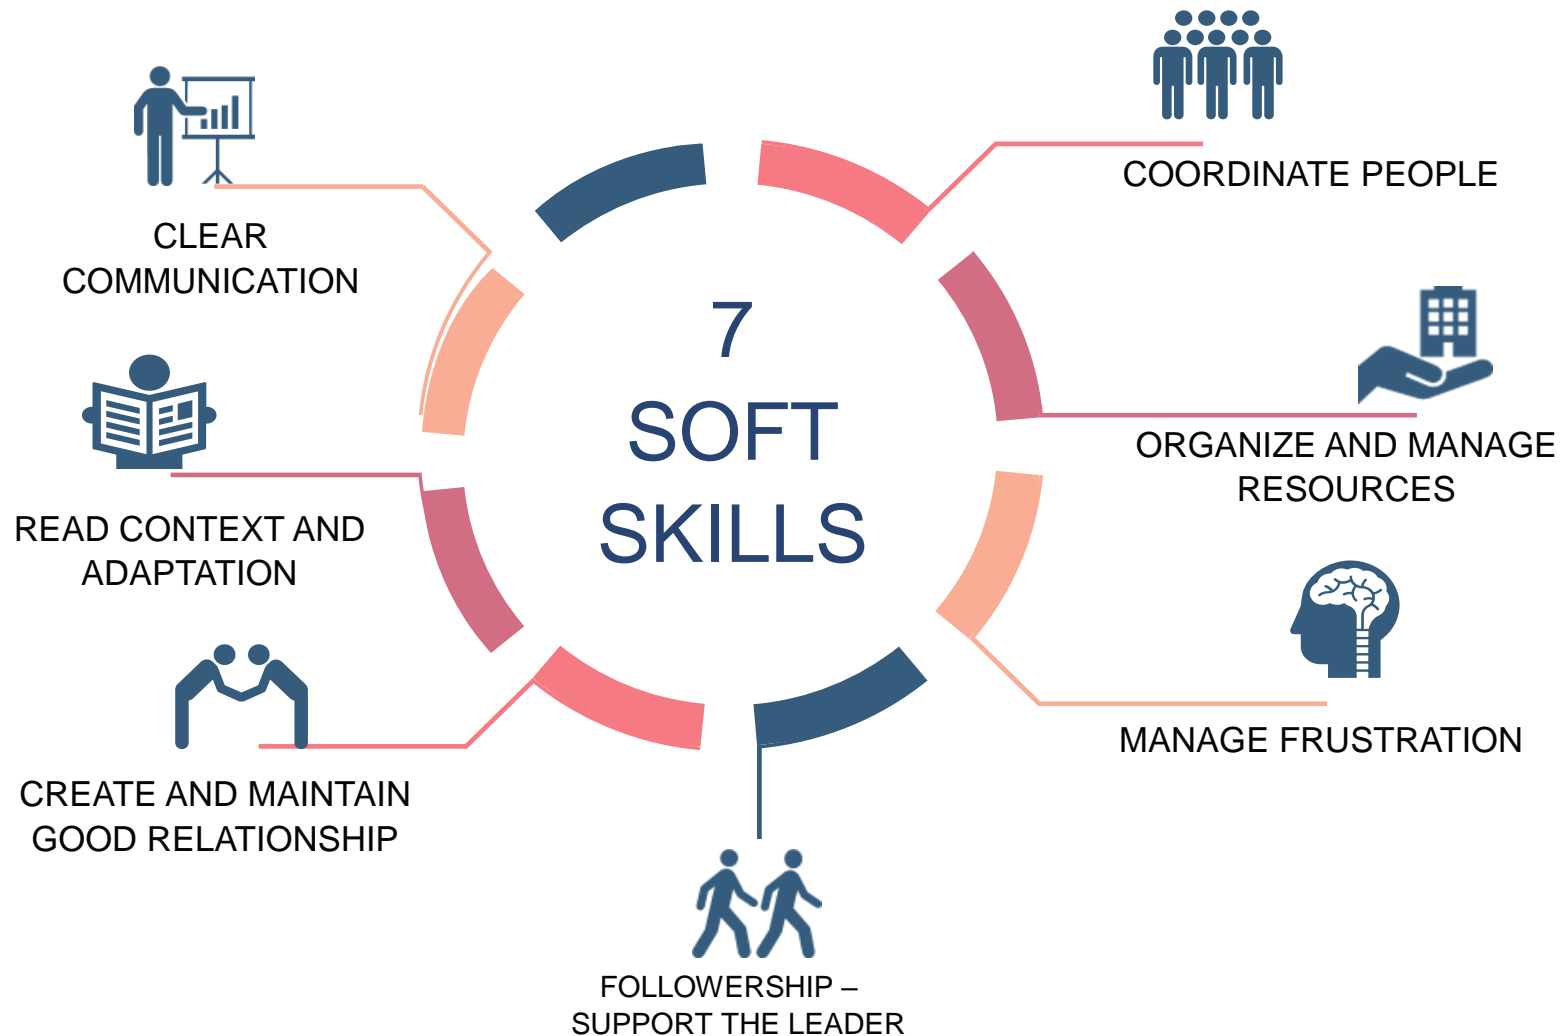 7
SOFT
SKILLS
COORDINATE PEOPLE
ORGANIZE AND MANAGE
RESOURCES
MANAGE FRUSTRATION
FOLLOWERSHIP –
SUPPORT THE LEADER
CREATE AND MAINTAIN
GOOD RELATIONSHIP
READ CONTEXT AND
ADAPTATION
CLEAR
COMMUNICATION